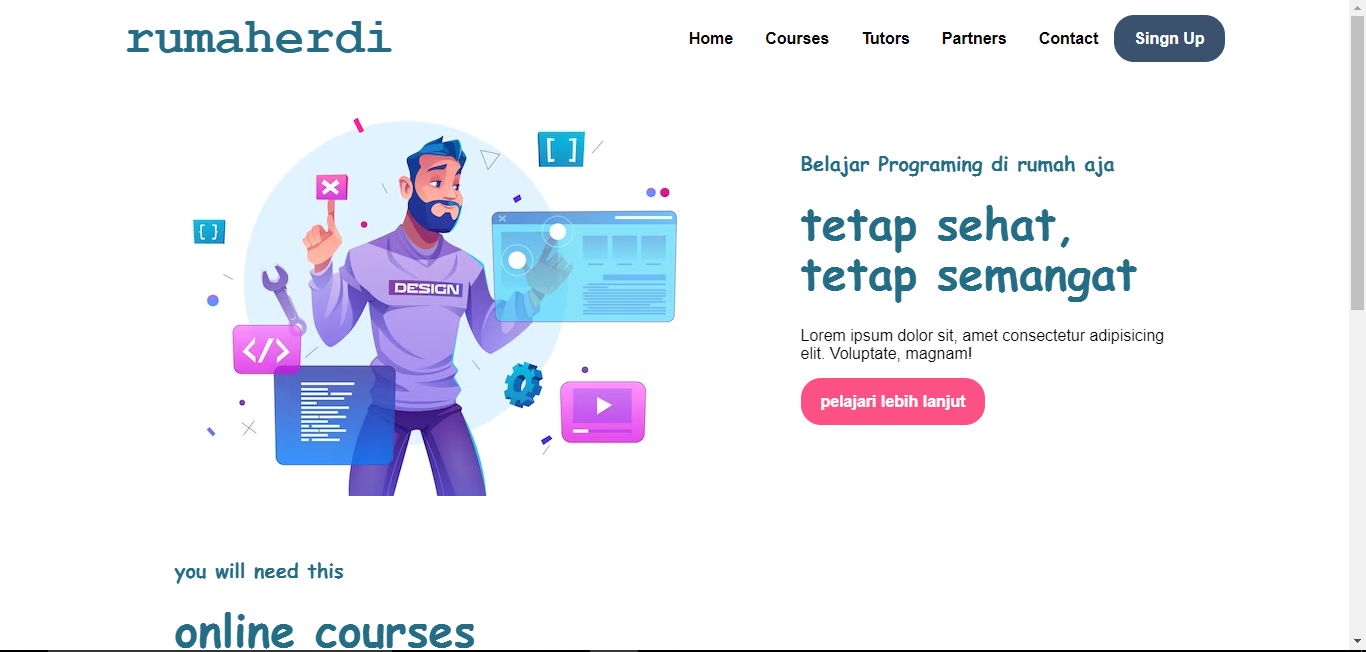 rumaherdi
Home Courses Tutors Partners Contact Singn Up
[ ]
{ }
DESIGN
</>
Belajar Programing di rumah aja
tetap sehat,
tetap semangat
Lorem ipsum dolor sit, amet consectetur adipisicing
elit. Voluptate, magnam!
pelajari lebih lanjut
you will need this
online courses